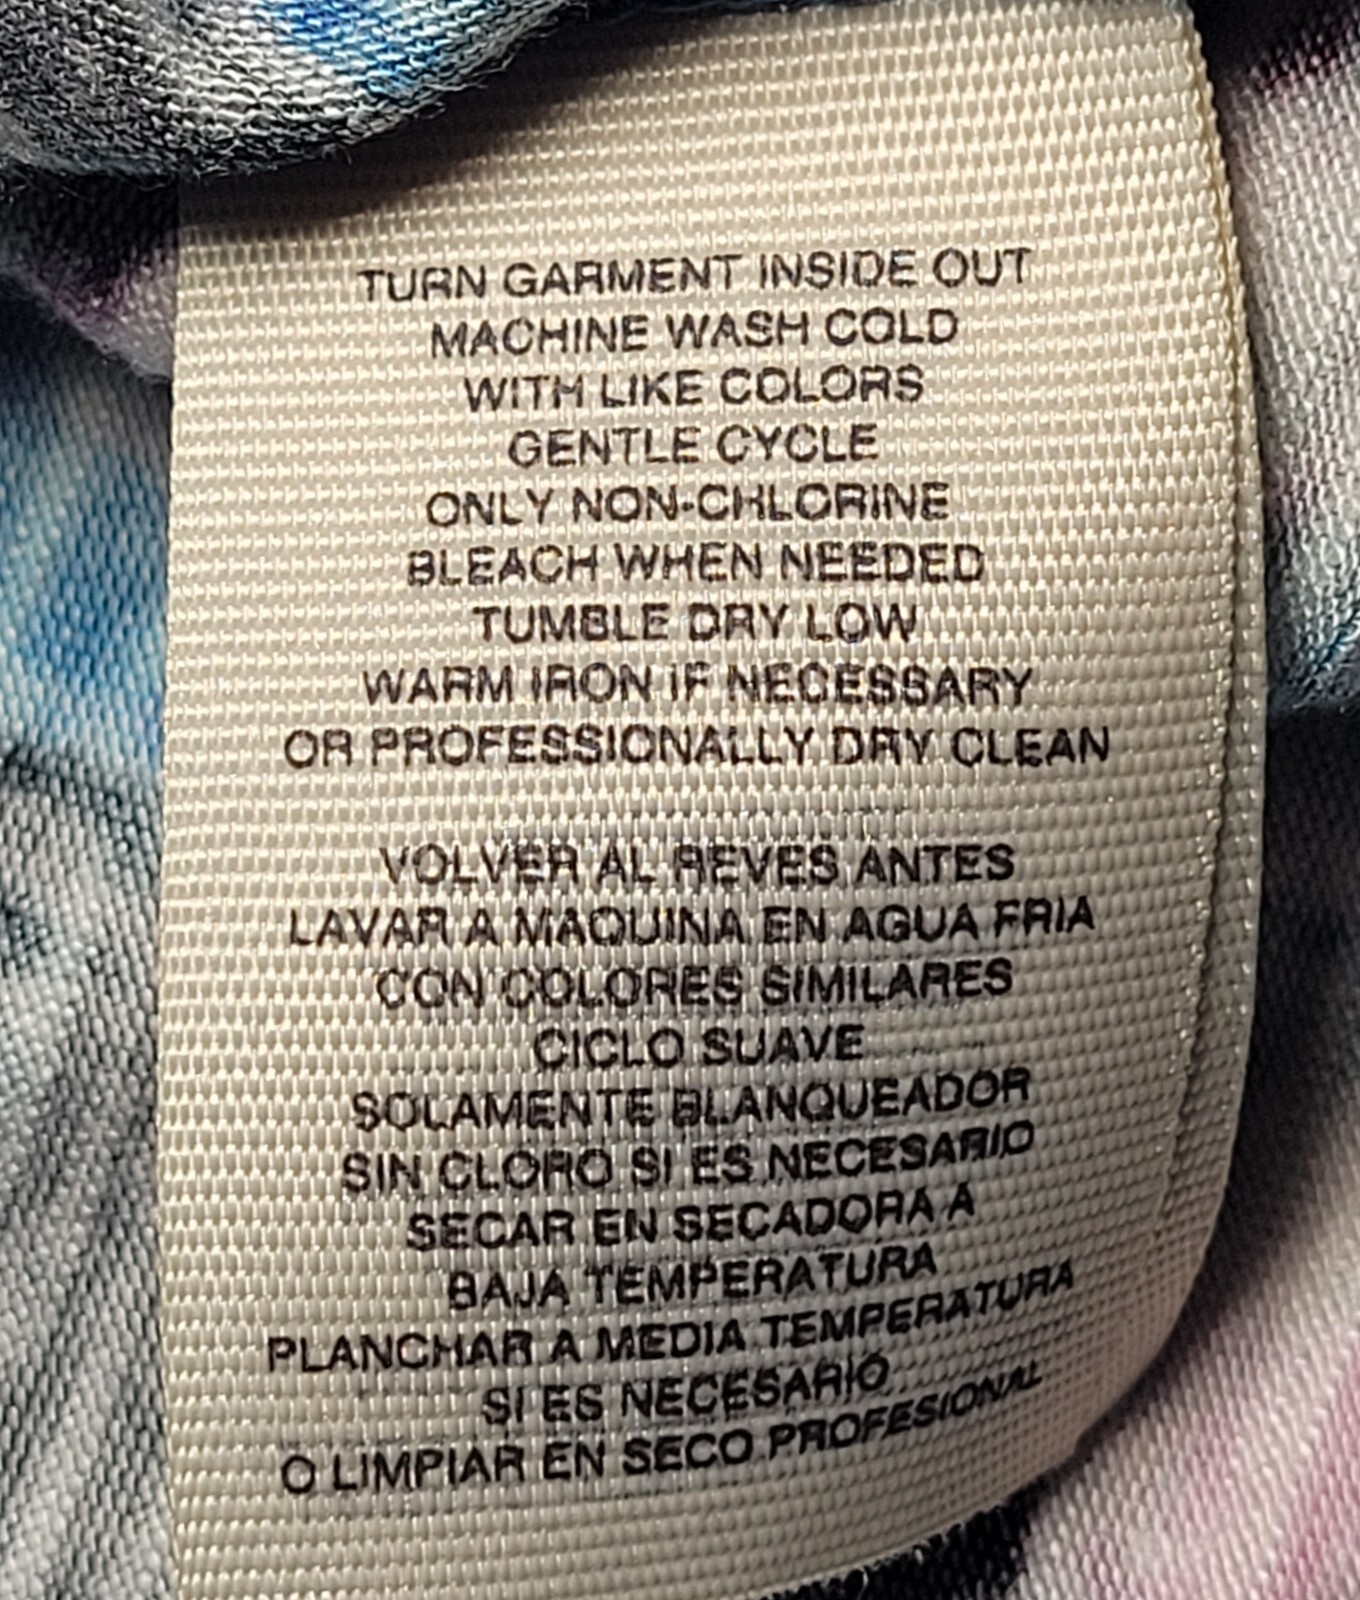 TURN GARMENT INSIDE OUT
MACHINE WASH COLD
WITH LIKE COLORS
GENTLE CYCLE
ONLY NON-CHLORINE
BLEACH WHEN NEEDED
TUMBLE DRY LOW
WARM IRON IF NECESSARY
OR PROFESSIONALLY DRY CLEAN
VOLVER AL REVES ANTES
LAVAR A MAQUINA EN AGUA FRIA
CON COLORES SIMILARES
CICLO SUAVE
SOLAMENTE BLANQUEADOR
SIN CLORO SI ES NECESARIO
SECAR EN SECADORA A
BAJA TEMPERATURA
PLANCHAR A MEDIA TEMPERATURA
SI ES NECESARIO
O LIMPIAR EN SECO PROFESIONAL